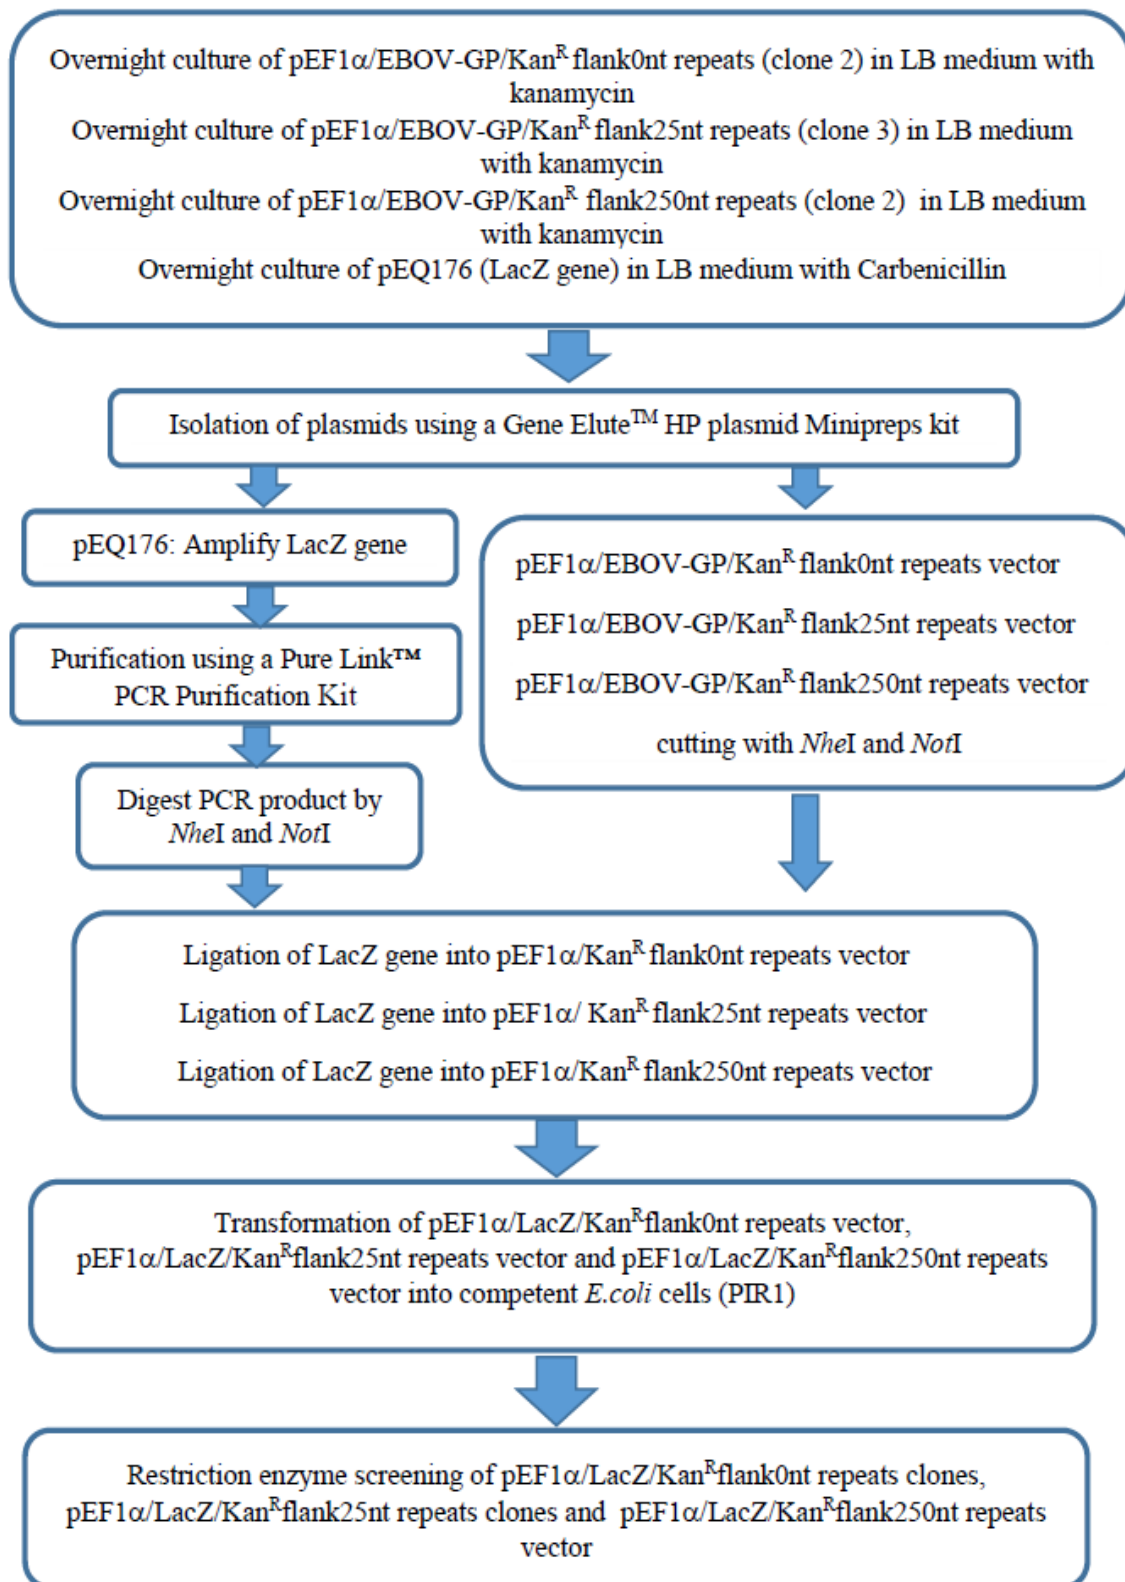 Overnight culture of pEF1α/EBOV-GP/Kanᴿ flank0nt repeats (clone 2) in LB medium with
kanamycin
Overnight culture of pEF1α/EBOV-GP/Kanᴿ flank25nt repeats (clone 3) in LB medium
with kanamycin
Overnight culture of pEF1α/EBOV-GP/Kanᴿ flank250nt repeats (clone 2) in LB medium
with kanamycin
Overnight culture of pEQ176 (LacZ gene) in LB medium with Carbenicillin
Isolation of plasmids using a Gene Elute™ HP plasmid Minipreps kit
pEQ176: Amplify LacZ gene
Purification using a Pure Link™
PCR Purification Kit
Digest PCR product by
NheI and NotI
pEF1α/EBOV-GP/Kanᴿ flank0nt repeats vector
pEF1α/EBOV-GP/Kanᴿ flank25nt repeats vector
pEF1α/EBOV-GP/Kanᴿ flank250nt repeats vector
cutting with NheI and NotI
Ligation of LacZ gene into pEF1α/Kanᴿ flank0nt repeats vector
Ligation of LacZ gene into pEF1α/ Kanᴿ flank25nt repeats vector
Ligation of LacZ gene into pEF1α/Kanᴿ flank250nt repeats vector
Transformation of pEF1α/LacZ/Kanᴿflank0nt repeats vector,
pEF1α/LacZ/Kanᴿflank25nt repeats vector and pEF1α/LacZ/Kanᴿflank250nt repeats
vector into competent E.coli cells (PIR1)
Restriction enzyme screening of pEF1α/LacZ/Kanᴿflank0nt repeats clones,
pEF1α/LacZ/Kanᴿflank25nt repeats clones and pEF1α/LacZ/Kanᴿflank250nt repeats
vector